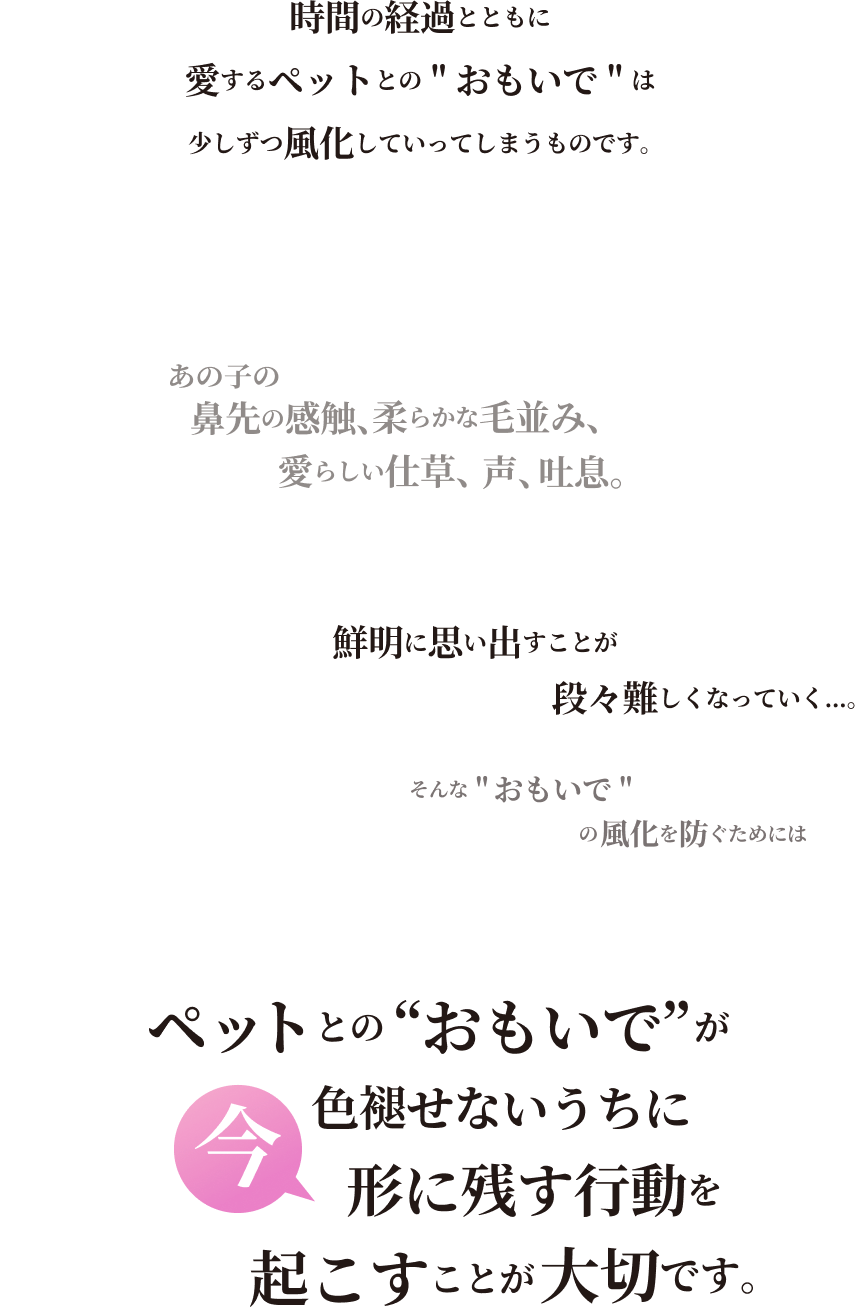 時間の経過とともに
愛するペットとの"おもいで"は
少しずつ風化していってしまうものです。
あの子の
鼻先の感触、柔らかな毛並み、
愛らしい仕草、声、吐息。
鮮明に思い出すことが
段々難しくなっていく...。
そんな"おもいで"
の風化を防ぐためには
ペットとの“おもいで”が
色褪せないうちに
今
形に残す行動を
起こすことが大切です。